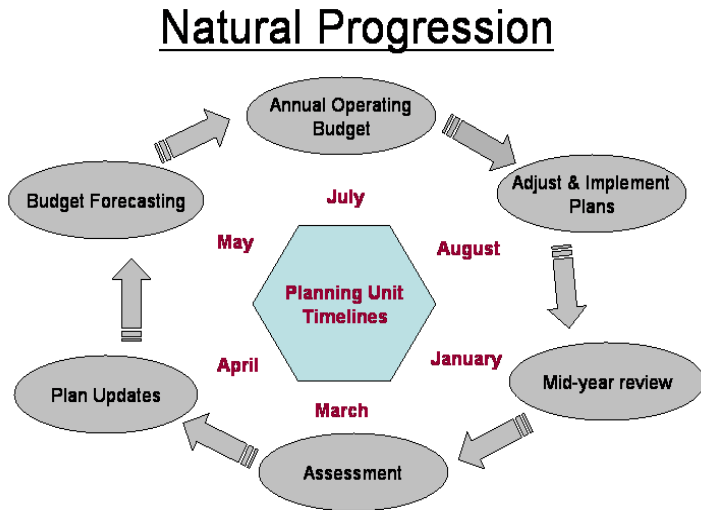 Natural Progression
Annual Operating
Budget
Budget Forecasting
Adjust & Implement
Plans
July
May
August
Planning Unit
Timelines
April
January
Plan Updates
Mid-year review
March
Assessment